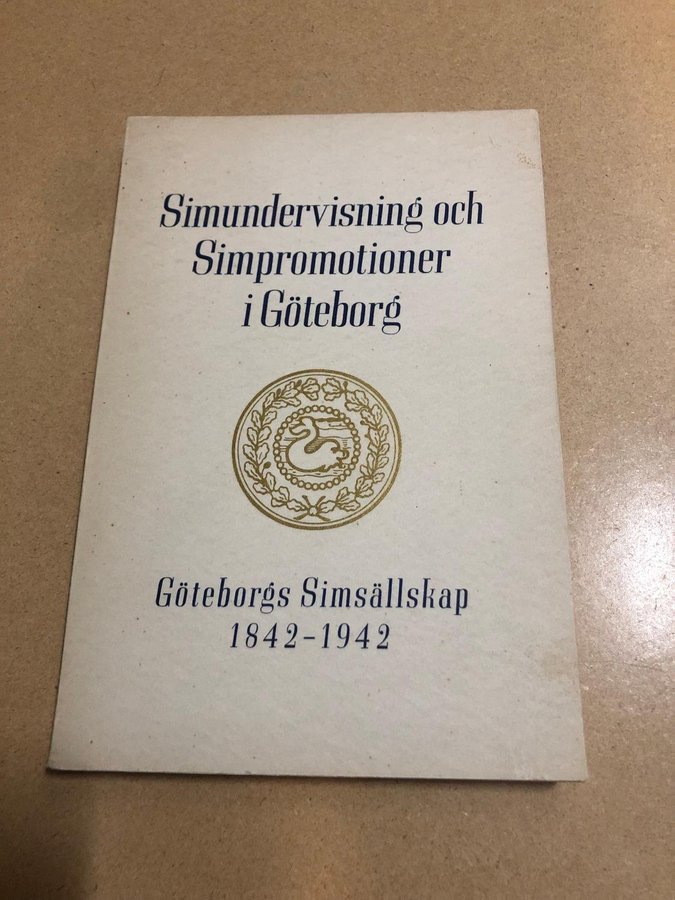 Simundervisning och
Simpromotioner
i Göteborg
Göteborgs Simsällskap
1842-1942